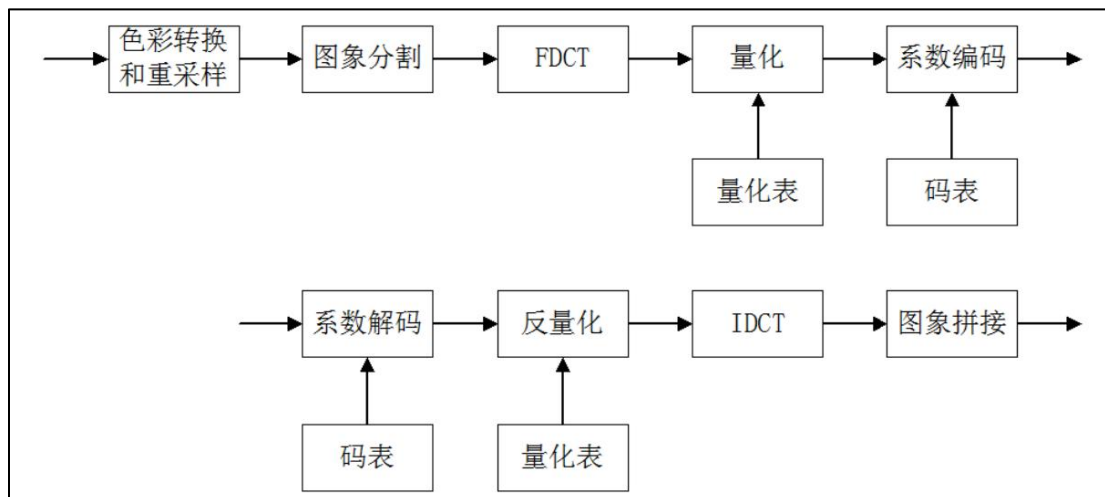 色彩转换
和重采样
图象分割
FDCT
量化
系数编码
量化表
码表
系数解码
反量化
IDCT
图象拼接
码表
量化表